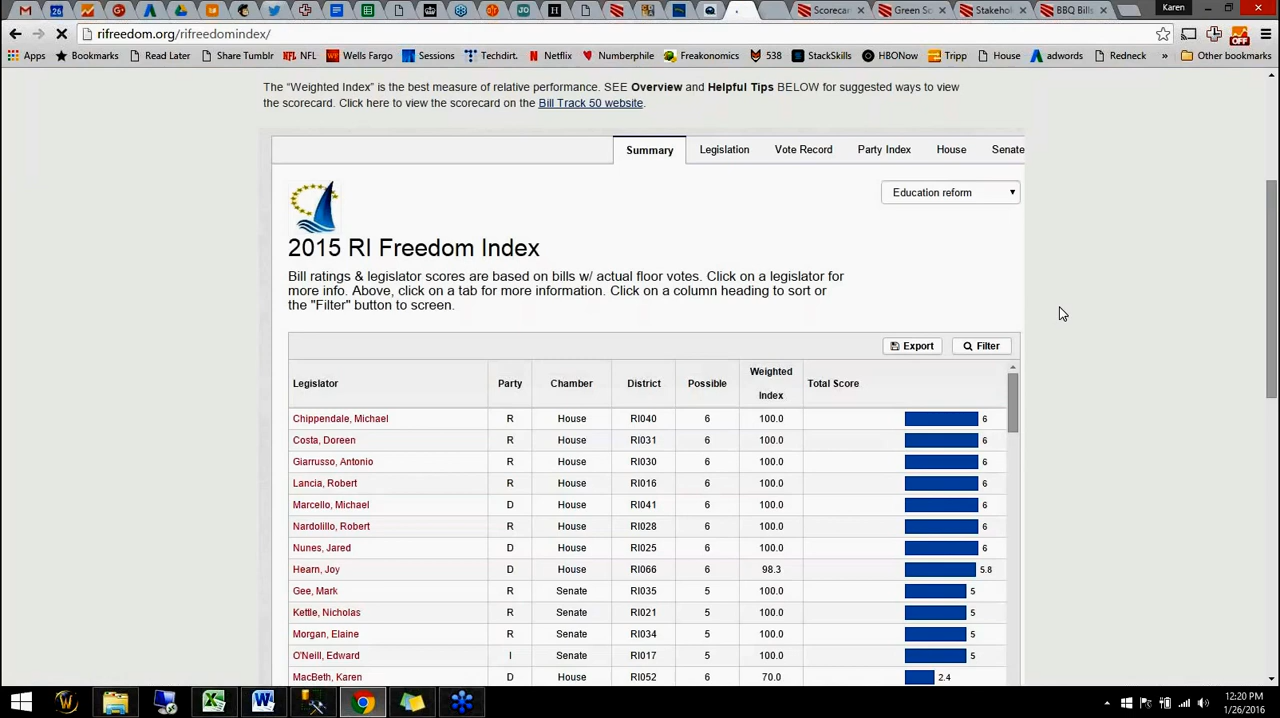 26
Scorecar
Green Sc
Stakeho
BBQ Bills
Karen
rifreedom.org/rifreedomindex/
OFF
Apps Bookmarks Read Later Share Tumblr NFL Wells Fargo Sessions Techdirt. Netflix Numberphile Freakonomics 538 StackSkills HBONow Tripp House adwords Redneck » Other bookmarks
The “Weighted Index” is the best measure of relative performance. SEE Overview and Helpful Tips BELOW for suggested ways to view
the scorecard. Click here to view the scorecard on the Bill Track 50 website.
Summary Legislation Vote Record Party Index House Senate
Education reform
2015 RI Freedom Index
Bill ratings & legislator scores are based on bills w/ actual floor votes. Click on a legislator for
more info. Above, click on a tab for more information. Click on a column heading to sort or
the "Filter" button to screen.
Export Filter
Legislator Party Chamber District Possible Weighted Index Total Score
Chippendale, Michael R House RI040 6 100.0 6
Costa, Doreen R House RI031 6 100.0 6
Giarrusso, Antonio R House RI030 6 100.0 6
Lancia, Robert R House RI016 6 100.0 6
Marcello, Michael D House RI041 6 100.0 6
Nardolillo, Robert R House RI028 6 100.0 6
Nunes, Jared D House RI025 6 100.0 6
Hearn, Joy D House RI066 6 98.3 5.8
Gee, Mark R Senate RI035 5 100.0 5
Kettle, Nicholas R Senate RI021 5 100.0 5
Morgan, Elaine R Senate RI034 5 100.0 5
O'Neill, Edward I Senate RI017 5 100.0 5
MacBeth, Karen D House RI052 6 70.0 2.4
12:20 PM
1/26/2016